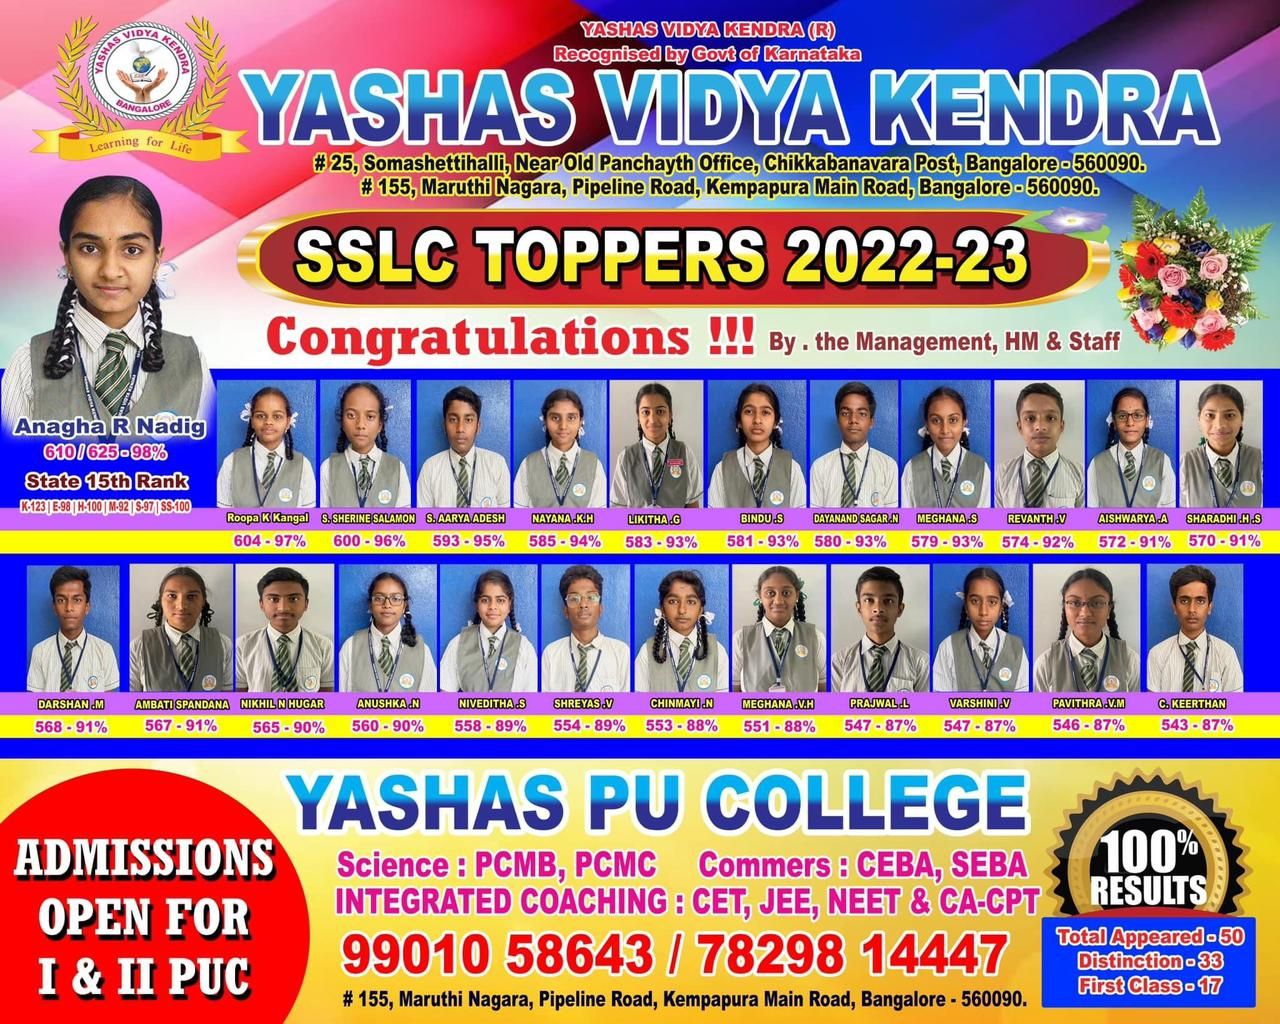 YASHAS VIDYA KENDRA
BANGALORE
Learning for Life
YASHAS VIDYA KENDRA (R)
Recognised by Govt of Karnataka
YASHAS VIDYA KENDRA
# 25, Somashettihalli, Near Old Panchayth Office, Chikkabanavara Post, Bangalore - 560090.
# 155, Maruthi Nagara, Pipeline Road, Kempapura Main Road, Bangalore - 560090.
SSLC TOPPERS 2022-23
Congratulations !!! By . the Management, HM & Staff
Anagha R Nadig
610 / 625 - 98%
State 15th Rank
K-123 | E-98 | H-100 | M-92 | S-97 | SS-100
Roopa K Kangal S. SHERINE SALAMON S. AARYA ADESH NAYANA .K.H LIKITHA .G BINDU .S DAYANAND SAGAR .N MEGHANA .S REVANTH .V AISHWARYA .A SHARADHI .H .S
604 - 97% 600 - 96% 593 - 95% 585 - 94% 583 - 93% 581 - 93% 580 - 93% 579 - 93% 574 - 92% 572 - 91% 570 - 91%
DARSHAN .M AMBATI SPANDANA NIKHIL N HUGAR ANUSHKA .N NIVEDITHA .S SHREYAS .V CHINMAYI .N MEGHANA .V.H PRAJWAL .L VARSHINI .V PAVITHRA .V.M C. KEERTHAN
568 - 91% 567 - 91% 565 - 90% 560 - 90% 558 - 89% 554 - 89% 553 - 88% 551 - 88% 547 - 87% 547 - 87% 546 - 87% 543 - 87%
ADMISSIONS
OPEN FOR
I & II PUC
YASHAS PU COLLEGE
Science : PCMB, PCMC Commers : CEBA, SEBA
INTEGRATED COACHING : CET, JEE, NEET & CA-CPT
99010 58643 / 78298 14447
# 155, Maruthi Nagara, Pipeline Road, Kempapura Main Road, Bangalore - 560090.
100%
RESULTS
Total Appeared - 50
Distinction - 33
First Class - 17